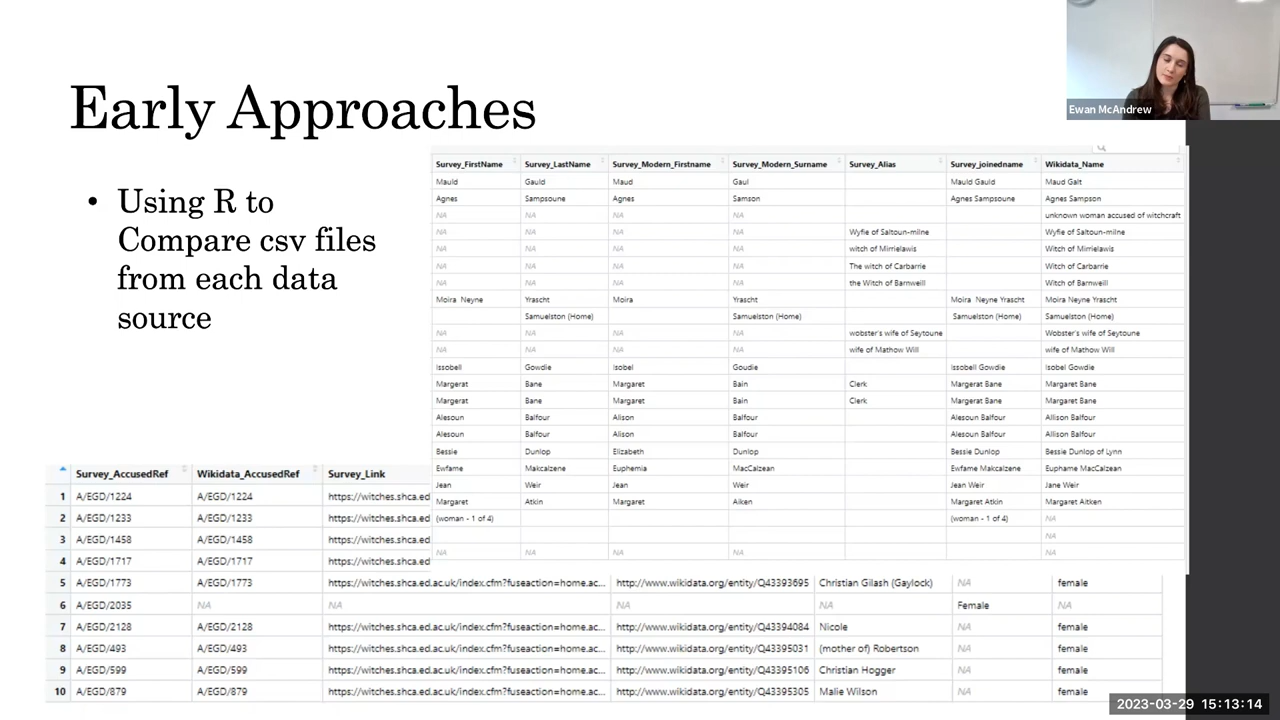 Early Approaches
Ewan McAndrew
• Using R to
Compare csv files
from each data
source
Survey_FirstName Survey_LastName Survey_Modern_Firstname Survey_Modern_Surname Survey_Alias Survey_joinedname Wikidata_Name
Mauld Gauld Maud Gaul Mauld Gauld Maud Galt
Agnes Sampsoune Agnes Samson Agnes Sampsoune Agnes Sampson
NA NA NA NA unknown woman accused of witchcraft
NA NA NA NA Wyfie of Saltoun-milne Wyfie of Saltoun-milne
NA NA NA NA witch of Mirrielawis Witch of Mirrielawis
NA NA NA NA The witch of Carbarrie Witch of Carbarrie
NA NA NA NA the Witch of Barnweill Witch of Barnweill
Moira Neyne Yrascht Moira Yrascht Moira Neyne Yrascht Moira Neyne Yrascht
Samuelston (Home) Samuelston (Home) Samuelston (Home) Samuelston (Home)
NA NA NA NA wobster's wife of Seytoune Wobster's wife of Seytoune
NA NA NA NA wife of Mathow Will wife of Mathow Will
Issobell Gowdie Isobel Goudie Issobell Gowdie Isobel Gowdie
Margerat Bane Margaret Bain Clerk Margerat Bane Margaret Bane
Margerat Bane Margaret Bain Clerk Margerat Bane Margaret Bane
Alesoun Balfour Alison Balfour Alesoun Balfour Allison Balfour
Alesoun Balfour Alison Balfour Alesoun Balfour Allison Balfour
Bessie Dunlop Elizabeth Dunlop Bessie Dunlop Bessie Dunlop of Lynn
Ewfame Makcalzene Euphemia MacCalzean Ewfame Makcalzene Euphame MacCalzean
Jean Weir Jean Weir Jean Weir Jane Weir
Margaret Atkin Margaret Aiken Margaret Atkin Margaret Aitken
(woman - 1 of 4) (woman - 1 of 4) NA
NA
NA NA NA NA NA
Survey_AccusedRef Wikidata_AccusedRef Survey_Link
1 A/EGD/1224 A/EGD/1224 https://witches.shca.ed
2 A/EGD/1233 A/EGD/1233 https://witches.shca.ed
3 A/EGD/1458 A/EGD/1458 https://witches.shca.ed
4 A/EGD/1717 A/EGD/1717 https://witches.shca.ed
5 A/EGD/1773 A/EGD/1773 https://witches.shca.ed.ac.uk/index.cfm?fuseaction=home.ac... http://www.wikidata.org/entity/Q43393695 Christian Gilash (Gaylock) NA female
6 A/EGD/2035 NA NA NA NA Female NA
7 A/EGD/2128 A/EGD/2128 https://witches.shca.ed.ac.uk/index.cfm?fuseaction=home.ac... http://www.wikidata.org/entity/Q43394084 Nicole NA female
8 A/EGD/493 A/EGD/493 https://witches.shca.ed.ac.uk/index.cfm?fuseaction=home.ac... http://www.wikidata.org/entity/Q43395031 (mother of) Robertson NA female
9 A/EGD/599 A/EGD/599 https://witches.shca.ed.ac.uk/index.cfm?fuseaction=home.ac... http://www.wikidata.org/entity/Q43395106 Christian Hogger NA female
10 A/EGD/879 A/EGD/879 https://witches.shca.ed.ac.uk/index.cfm?fuseaction=home.ac... http://www.wikidata.org/entity/Q43395305 Malie Wilson NA female
2023-03-29 15:13:14